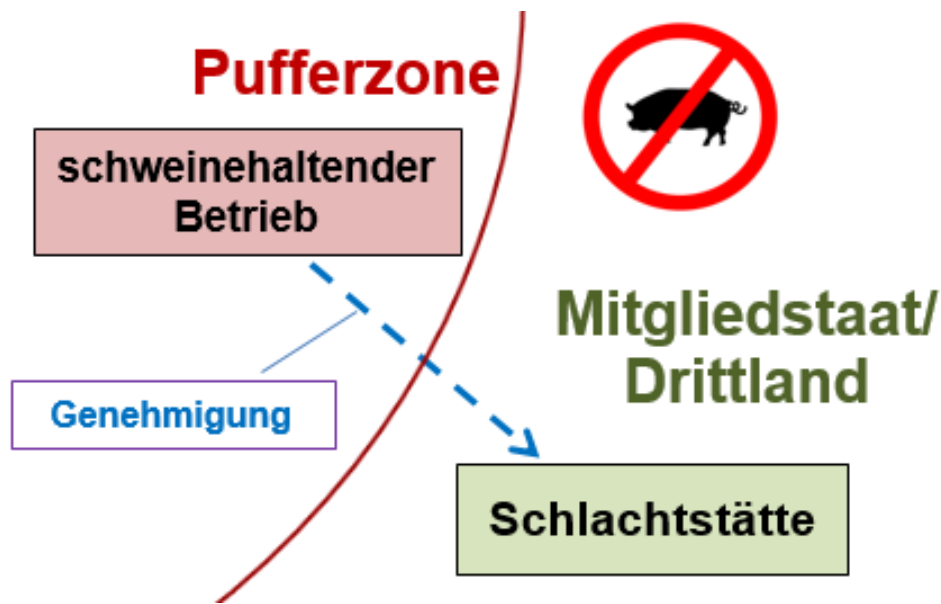 Pufferzone
schweinehaltender
Betrieb
Mitgliedstaat/
Drittland
Genehmigung
Schlachtstätte